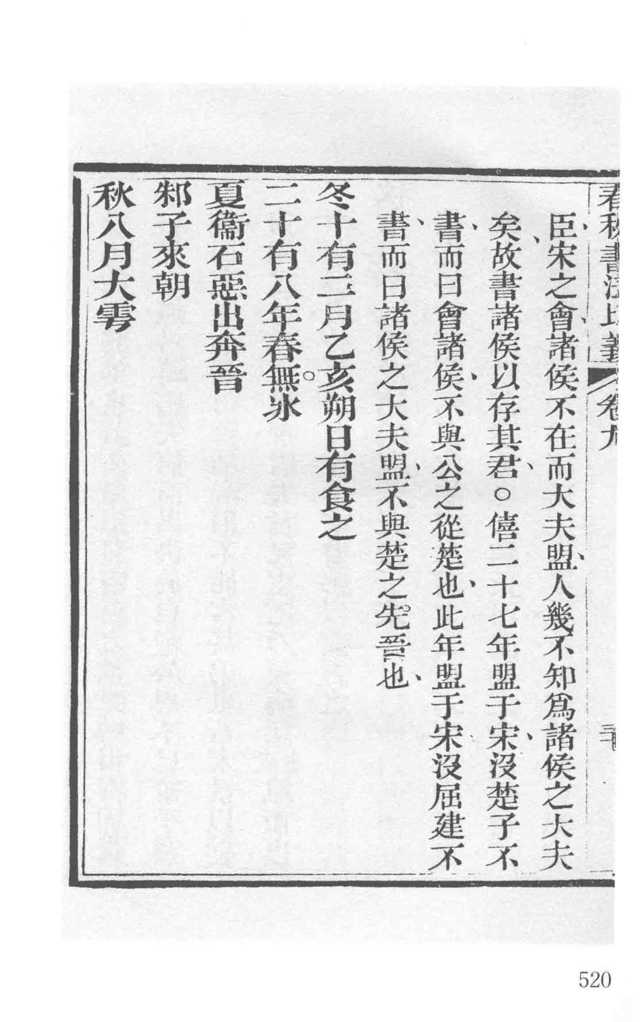 春秋書法比義 卷九
臣宋之會諸侯不在而大夫盟人幾不知爲諸侯之大夫
矣故書諸侯以存其君○僖二十七年盟于宋沒楚子不
書而曰會諸侯不與公之從楚也此年盟于宋沒屈建不
書而曰諸侯之大夫盟不與楚之先晉也
冬十有二月乙亥朔日有食之
二十有八年春無冰
夏衞石惡出奔晉
邾子來朝
秋八月大雩
520